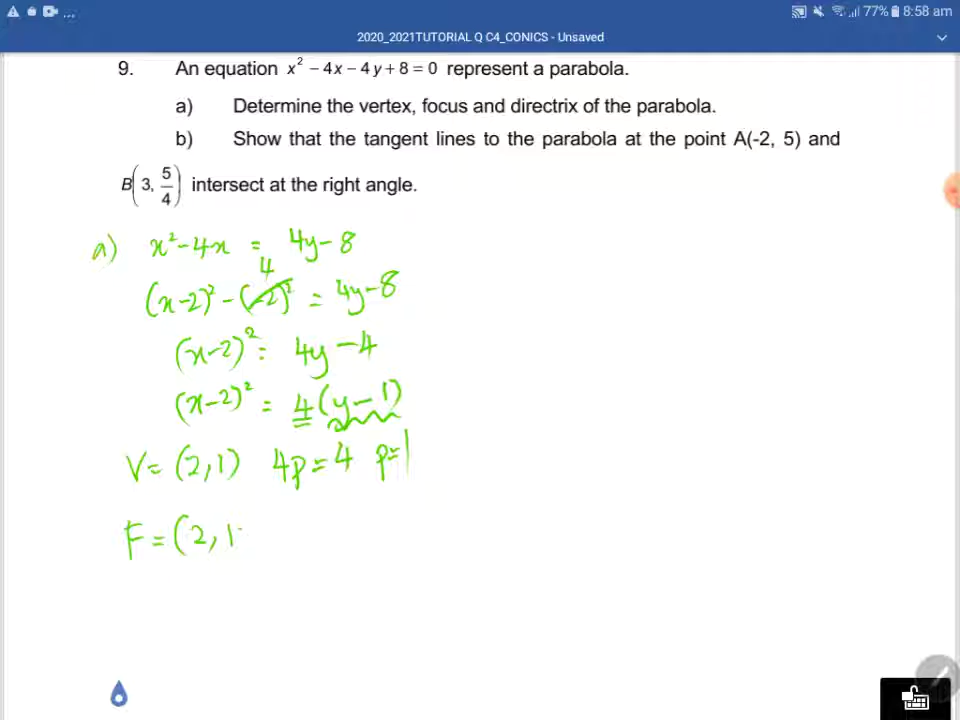 ... 77% 8:58 am
2020_2021TUTORIAL Q C4_CONICS - Unsaved
9. An equation x² − 4x − 4y + 8 = 0 represent a parabola.
a) Determine the vertex, focus and directrix of the parabola.
b) Show that the tangent lines to the parabola at the point A(-2, 5) and
B(3, 5/4) intersect at the right angle.
a) x² − 4x = 4y − 8
4
(x−2)² − (−2)² = 4y − 8
(x−2)² = 4y − 4
(x−2)² = 4(y − 1)
V = (2,1) 4p = 4 p = 1
F = (2, 1